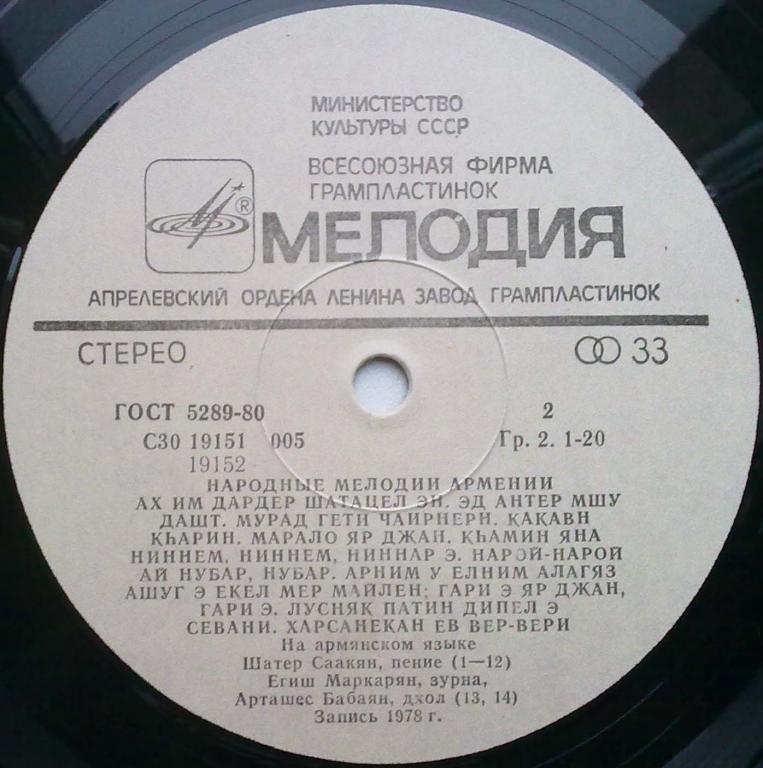 МИНИСТЕРСТВО
КУЛЬТУРЫ СССР
ВСЕСОЮЗНАЯ ФИРМА
ГРАМПЛАСТИНОК
® МЕЛОДИЯ
АПРЕЛЕВСКИЙ ОРДЕНА ЛЕНИНА ЗАВОД ГРАМПЛАСТИНОК
СТЕРЕО 33
ГОСТ 5289-80 2
С30 19151 005 Гр. 2. 1-20
19152
НАРОДНЫЕ МЕЛОДИИ АРМЕНИИ
АХ ИМ ДАРДЕР ШАТАЦЕЛ ЭН. ЭД АНТЕР МШУ
ДАШТ. МУРАД ГЕТИ ЧАИРНЕРН. ҚАҚАВН
ҚЬАРИН. МАРАЛО ЯР ДЖАН. ҚЬАМИН ЯНА
НИННЕМ, НИННЕМ, НИННАР Э. НАРОЙ-НАРОЙ
АЙ НУБАР, НУБАР. АРНИМ У ЕЛНИМ АЛАГЯЗ
АШУГ Э ЕКЕЛ МЕР МАЙЛЕН; ГАРИ Э ЯР ДЖАН,
ГАРИ Э. ЛУСНЯҚ ПАТИН ДИПЕЛ Э
СЕВАНИ. ХАРСАНЕҚАН ЕВ ВЕР-ВЕРИ
На армянском языке
Шатер Саакян, пение (1—12)
Егиш Маркарян, зурна,
Арташес Бабаян, дхол (13, 14)
Запись 1978 г.